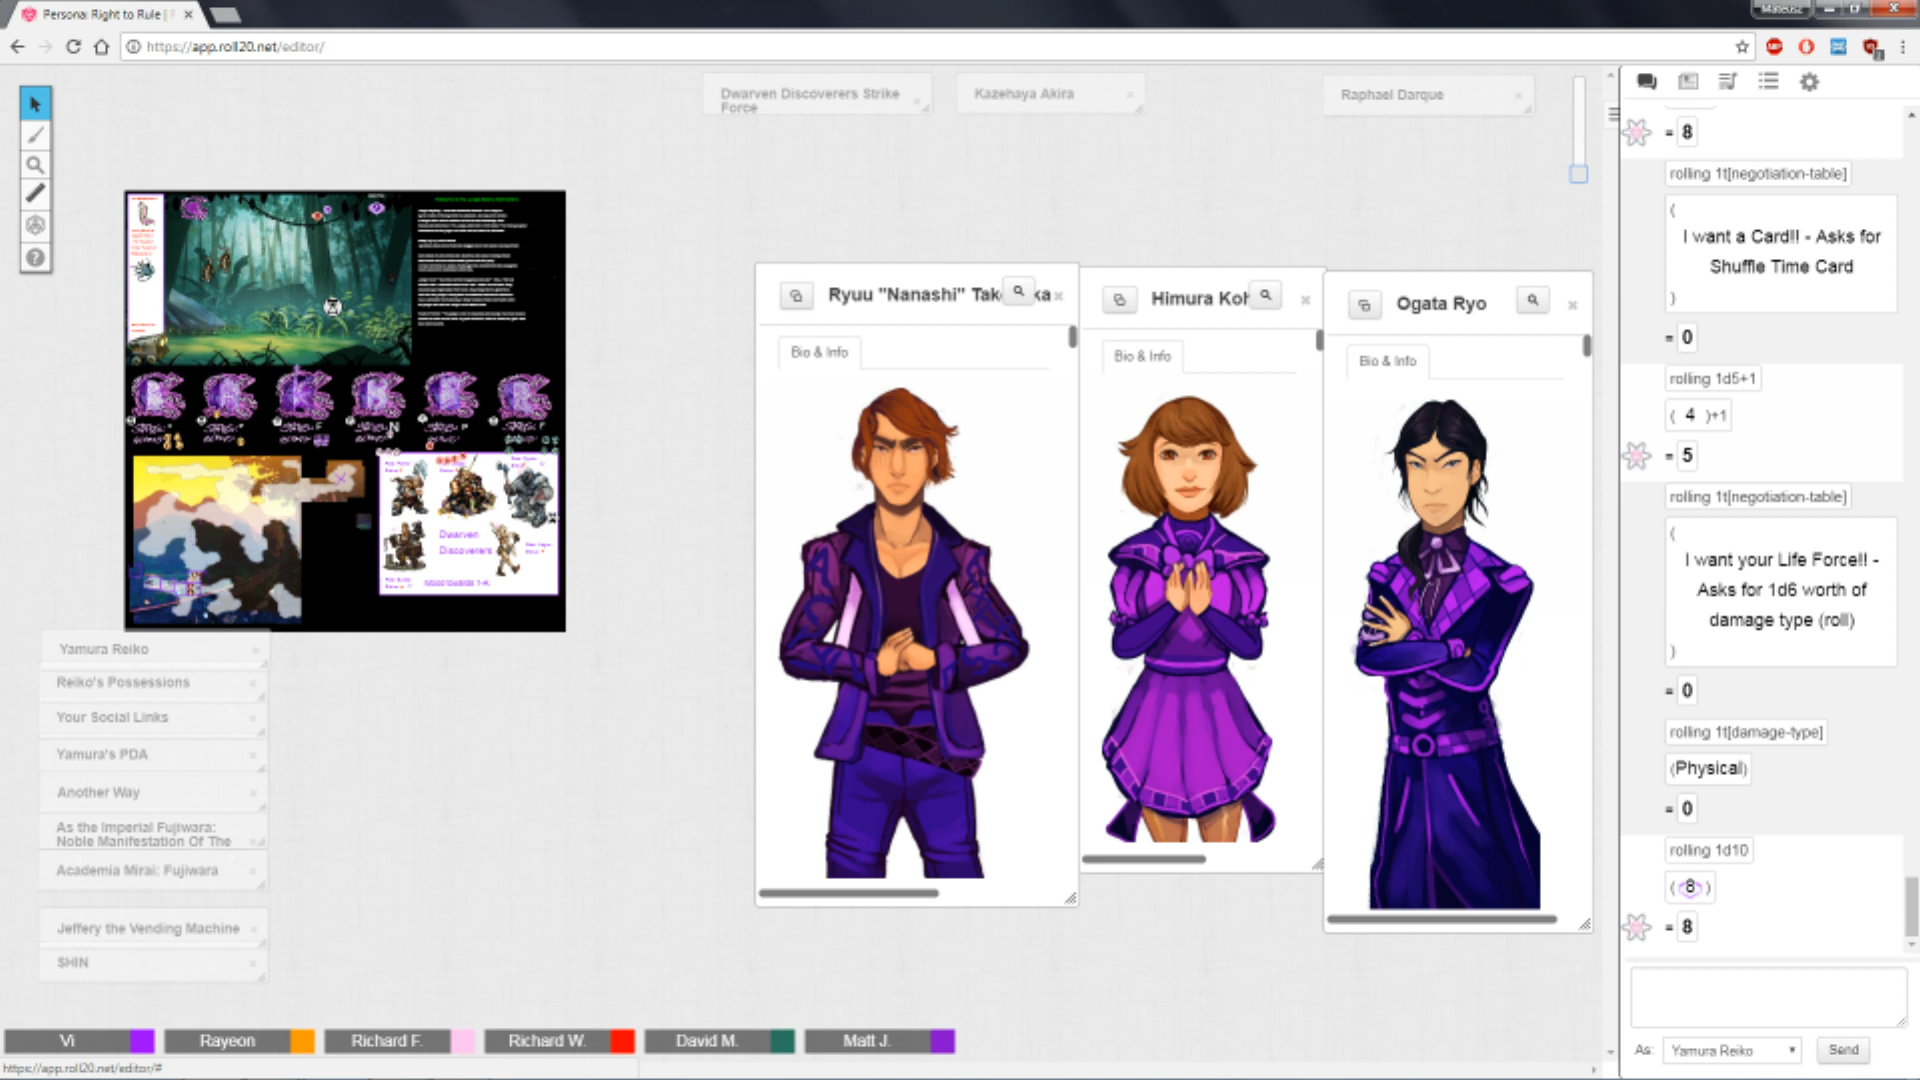 Persona: Right to Rule |
Mateusz
https://app.roll20.net/editor/
Dwarven Discoverers Strike
Force
Kazehaya Akira
Raphael Darque
= 8
rolling 1t[negotiation-table]
(
I want a Card!! - Asks for
Shuffle Time Card
)
= 0
rolling 1d5+1
( 4 )+1
= 5
rolling 1t[negotiation-table]
(
I want your Life Force!! -
Asks for 1d6 worth of
damage type (roll)
)
= 0
rolling 1t[damage-type]
(Physical)
= 0
rolling 1d10
( 8 )
= 8
Ryuu "Nanashi" Tak
ka
Bio & Info
Himura Koh
Bio & Info
Ogata Ryo
Bio & Info
Dwarven
Discoverers
Yamura Reiko
Reiko's Possessions
Your Social Links
Yamura's PDA
Another Way
As the Imperial Fujiwara:
Noble Manifestation Of The
Academia Mirai: Fujiwara
Jeffery the Vending Machine
SHIN
Vi
Rayeon
Richard F.
Richard W.
David M.
Matt J.
As:
Yamura Reiko
Send
https://app.roll20.net/editor/#